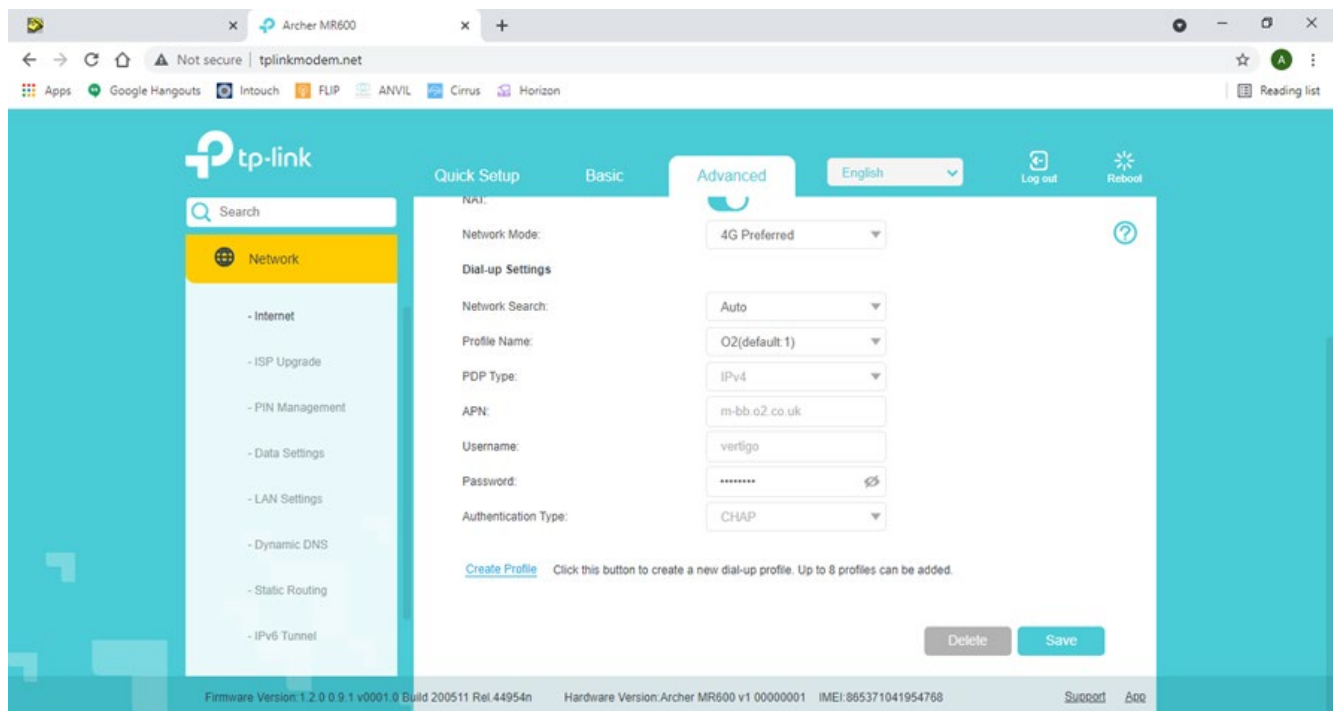 Archer MR600
Not secure | tplinkmodem.net
A
Apps Google Hangouts Intouch FLIP ANVIL Cirrus Horizon Reading list
tp-link
Quick Setup Basic Advanced English Log out Reboot
Search
NAT:
Network
Network Mode: 4G Preferred
Dial-up Settings
- Internet
Network Search: Auto
Profile Name: O2(default:1)
- ISP Upgrade
PDP Type: IPv4
- PIN Management
APN: m-bb.o2.co.uk
- Data Settings
Username: vertigo
Password: ••••••••
- LAN Settings
Authentication Type: CHAP
- Dynamic DNS
Create Profile Click this button to create a new dial-up profile. Up to 8 profiles can be added.
- Static Routing
- IPv6 Tunnel
Delete Save
Firmware Version:1.2.0 0.9.1 v0001.0 Build 200511 Rel.44954n Hardware Version:Archer MR600 v1 00000001 IMEI:865371041954768 Support App